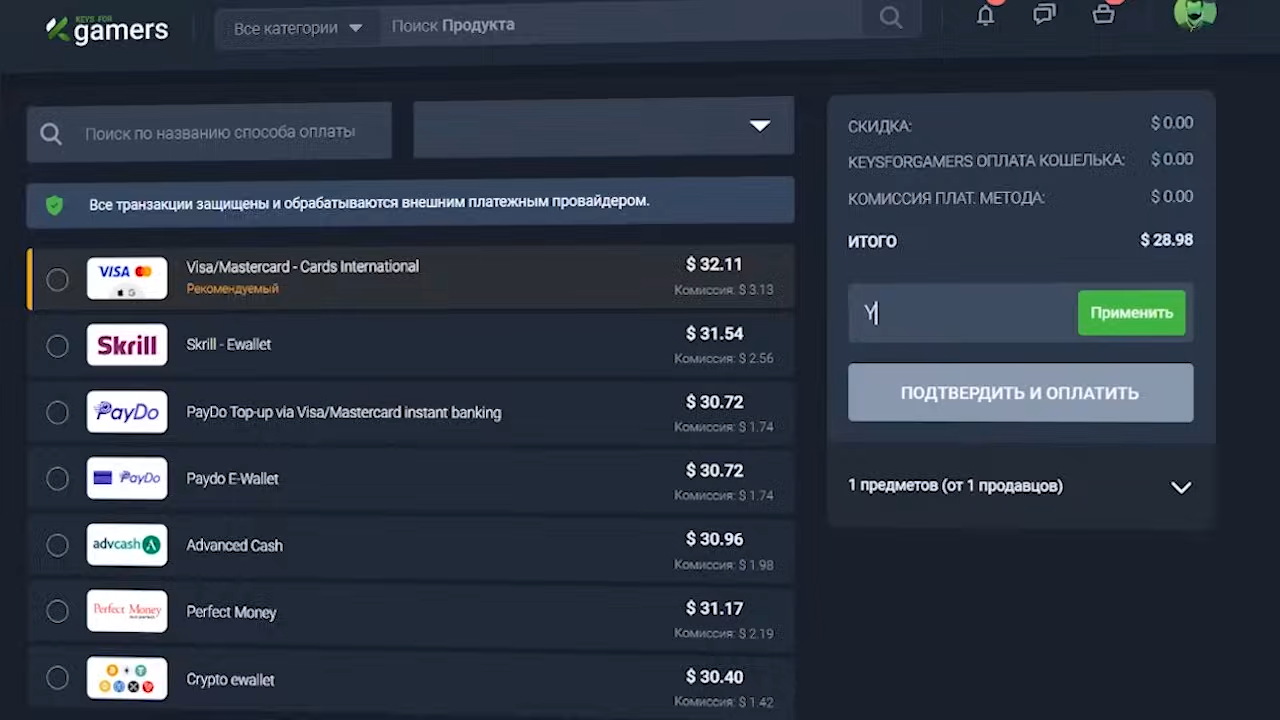 KEYS FOR
gamers
Все категории
Поиск Продукта
Поиск по названию способа оплаты
Все транзакции защищены и обрабатываются внешним платежным провайдером.
VISA
Visa/Mastercard - Cards International
Рекомендуемый
$ 32.11
Комиссия: $ 3.13
Skrill
Skrill - Ewallet
$ 31.54
Комиссия: $ 2.56
PayDo
PayDo Top-up via Visa/Mastercard instant banking
$ 30.72
Комиссия: $ 1.74
PayDo
Paydo E-Wallet
$ 30.72
Комиссия: $ 1.74
advcash
Advanced Cash
$ 30.96
Комиссия: $ 1.98
Perfect Money
Perfect Money
$ 31.17
Комиссия: $ 2.19
Crypto ewallet
$ 30.40
Комиссия: $ 1.42
СКИДКА: $ 0.00
KEYSFORGAMERS ОПЛАТА КОШЕЛЬКА: $ 0.00
КОМИССИЯ ПЛАТ. МЕТОДА: $ 0.00
ИТОГО $ 28.98
Y
Применить
ПОДТВЕРДИТЬ И ОПЛАТИТЬ
1 предметов (от 1 продавцов)